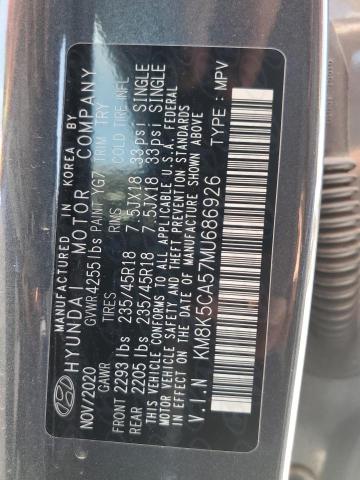 MANUFACTURED IN KOREA BY
HYUNDAI MOTOR COMPANY
NOV/2020 GVWR 4255lbs PAINT YG7 TRIM TRY
GAWR TIRES RIMS COLD TIRE INFL
FRONT 2293 lbs 235/45R18 7.5JX18 33psi SINGLE
REAR 2205 lbs 235/45R18 7.5JX18 33psi SINGLE
THIS VEHICLE CONFORMS TO ALL APPLICABLE U.S.A. FEDERAL
MOTOR VEHICLE SAFETY AND THEFT PREVENTION STANDARDS
IN EFFECT ON THE DATE OF MANUFACTURE SHOWN ABOVE
V.I.N KM8K5CA57MU686926 TYPE: MPV